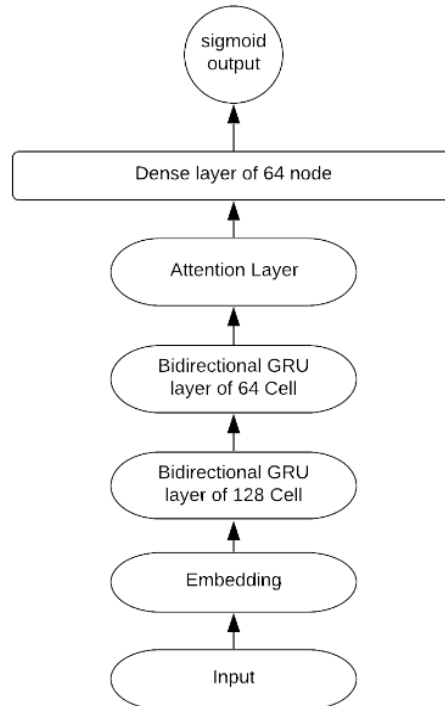 sigmoid
output
Dense layer of 64 node
Attention Layer
Bidirectional GRU
layer of 64 Cell
Bidirectional GRU
layer of 128 Cell
Embedding
Input